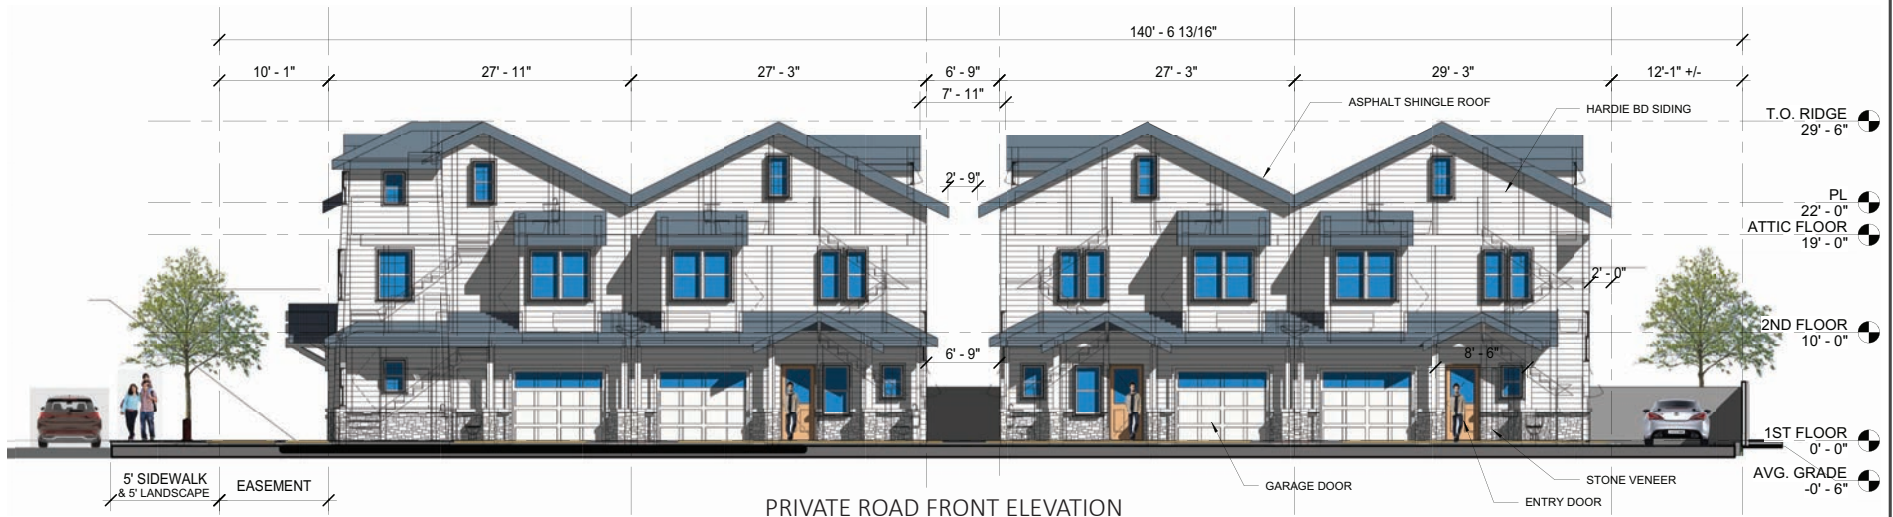 140' - 6 13/16"
10' - 1"
27' - 11"
27' - 3"
6' - 9"
27' - 3"
29' - 3"
12'-1" +/-
7' - 11"
ASPHALT SHINGLE ROOF
HARDIE BD SIDING
T.O. RIDGE
29' - 6"
2' - 9"
PL
22' - 0"
ATTIC FLOOR
19' - 0"
2' - 0"
2ND FLOOR
10' - 0"
6' - 9"
8' - 6"
1ST FLOOR
0' - 0"
AVG. GRADE
-0' - 6"
5' SIDEWALK
& 5' LANDSCAPE
EASEMENT
GARAGE DOOR
STONE VENEER
ENTRY DOOR
PRIVATE ROAD FRONT ELEVATION